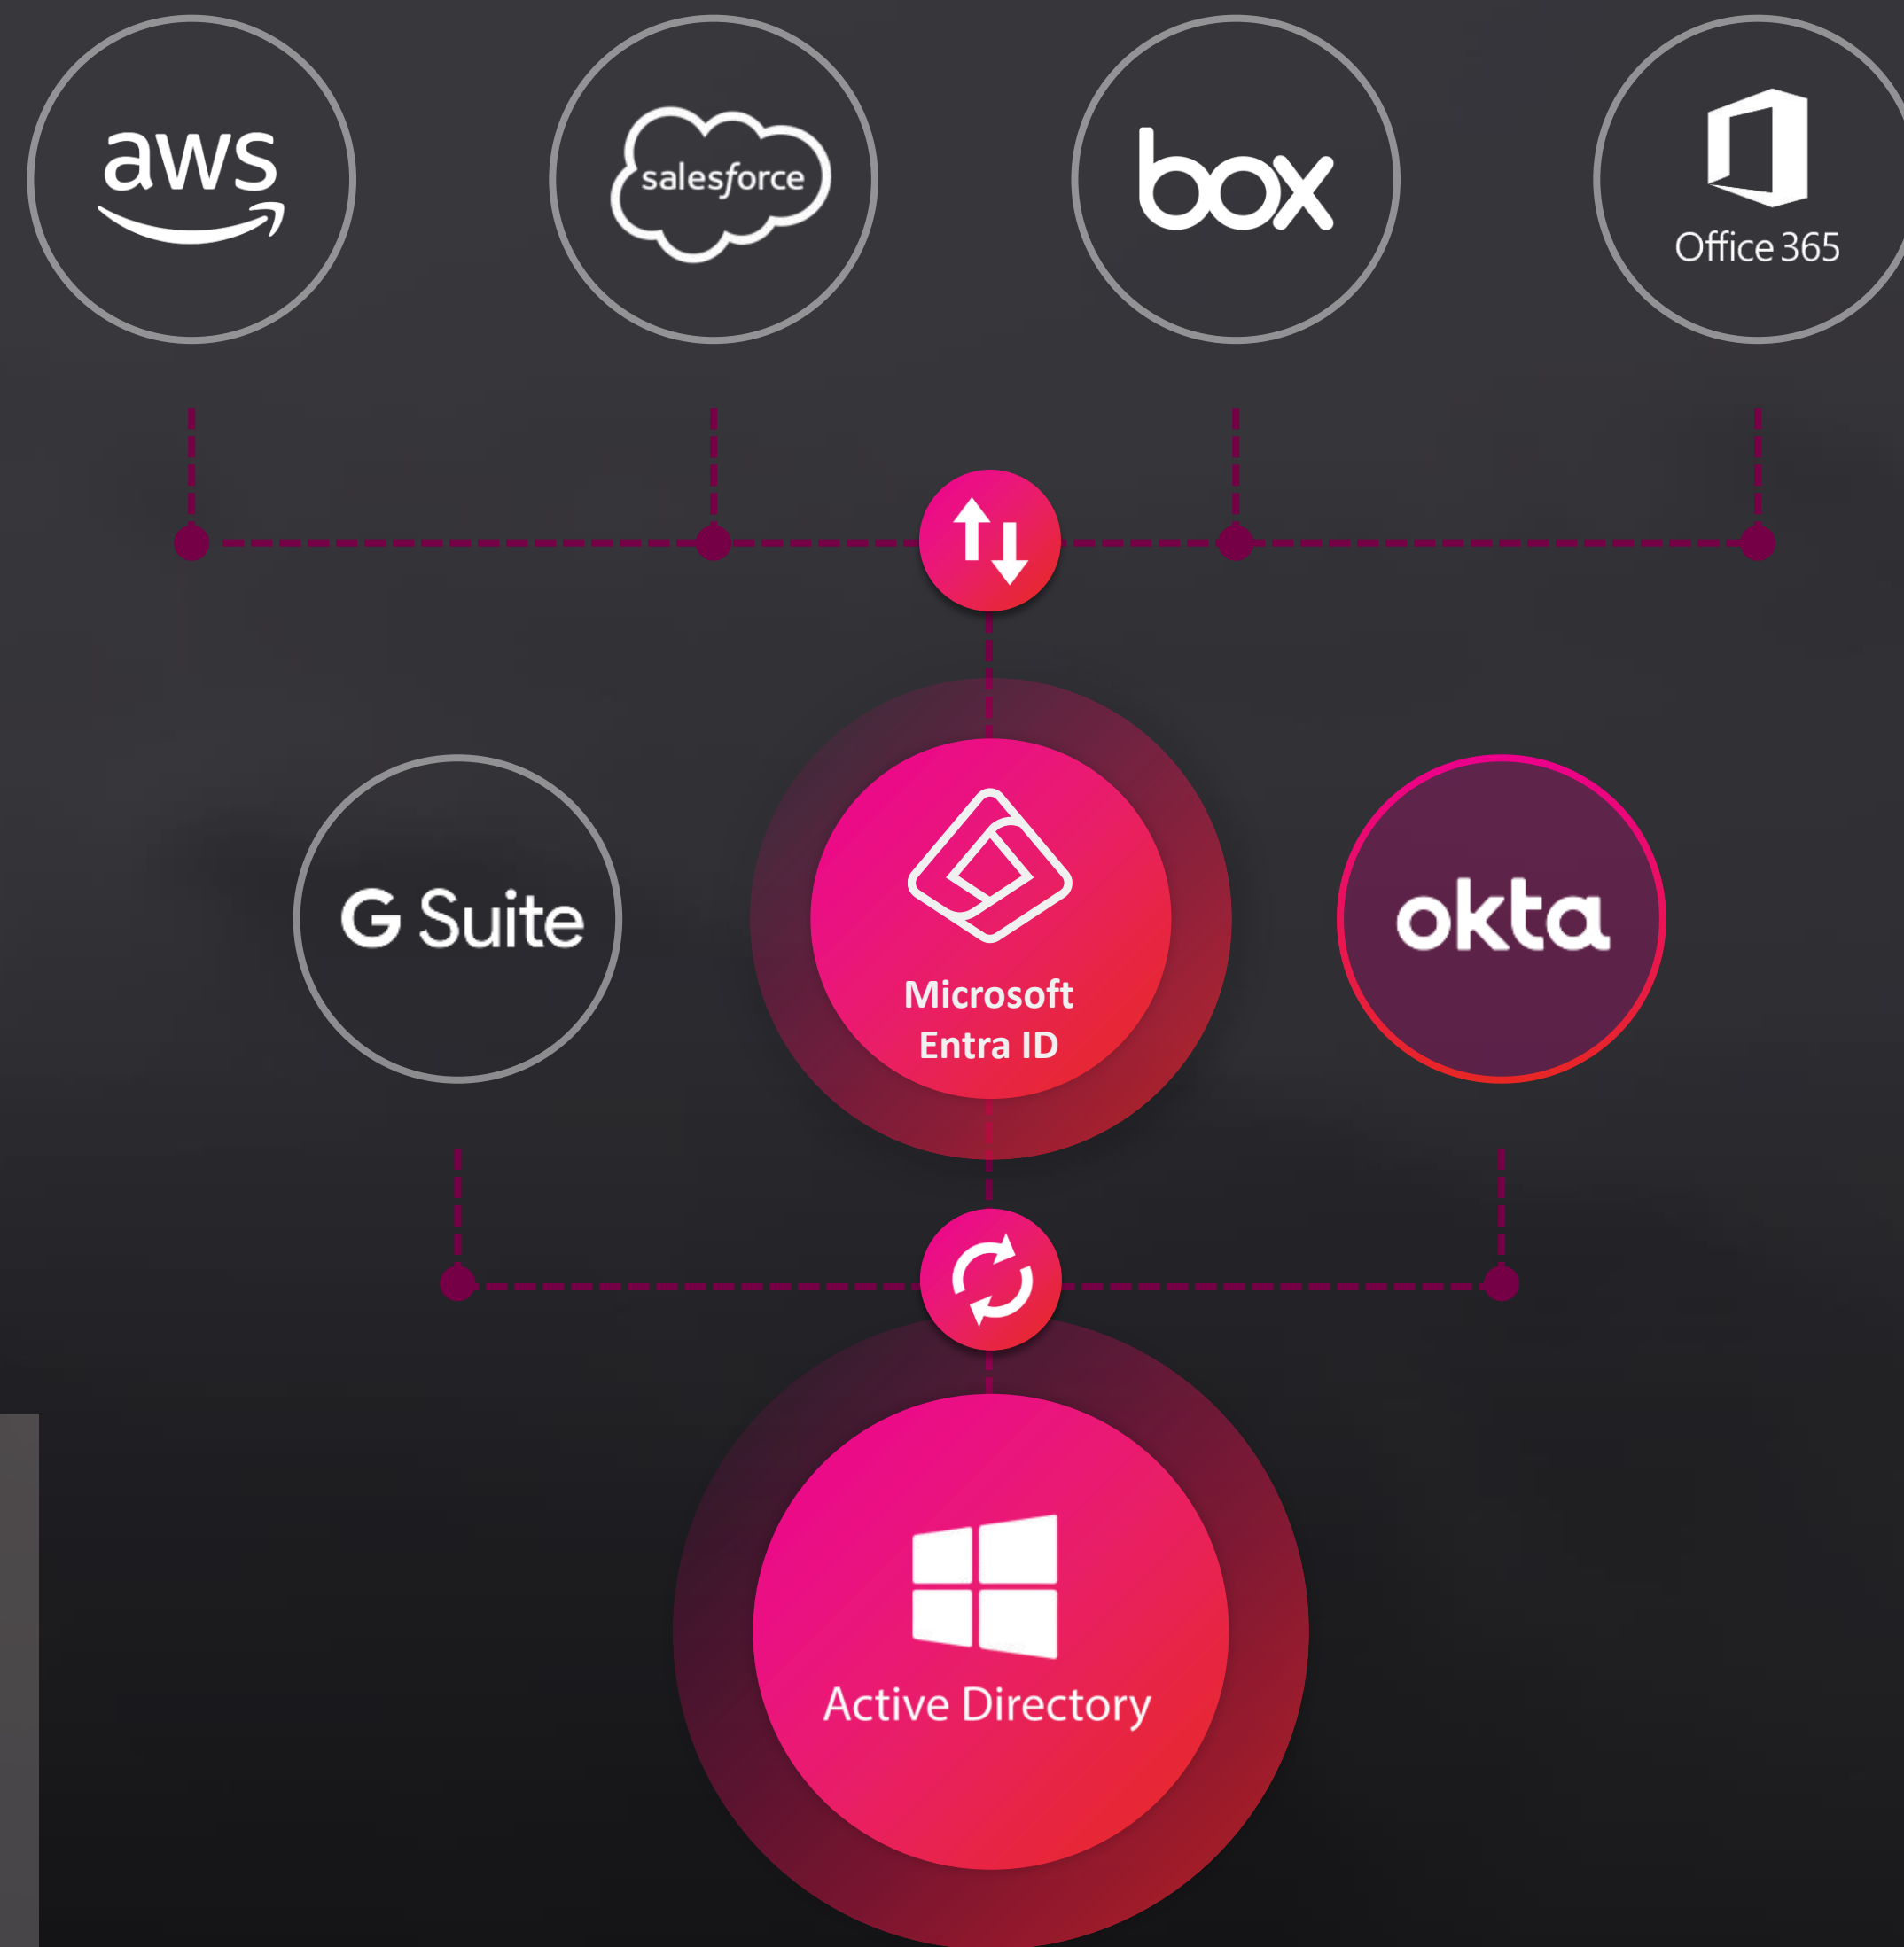 aws
salesforce
box
Office 365
G Suite
Microsoft
Entra ID
okta
Active Directory